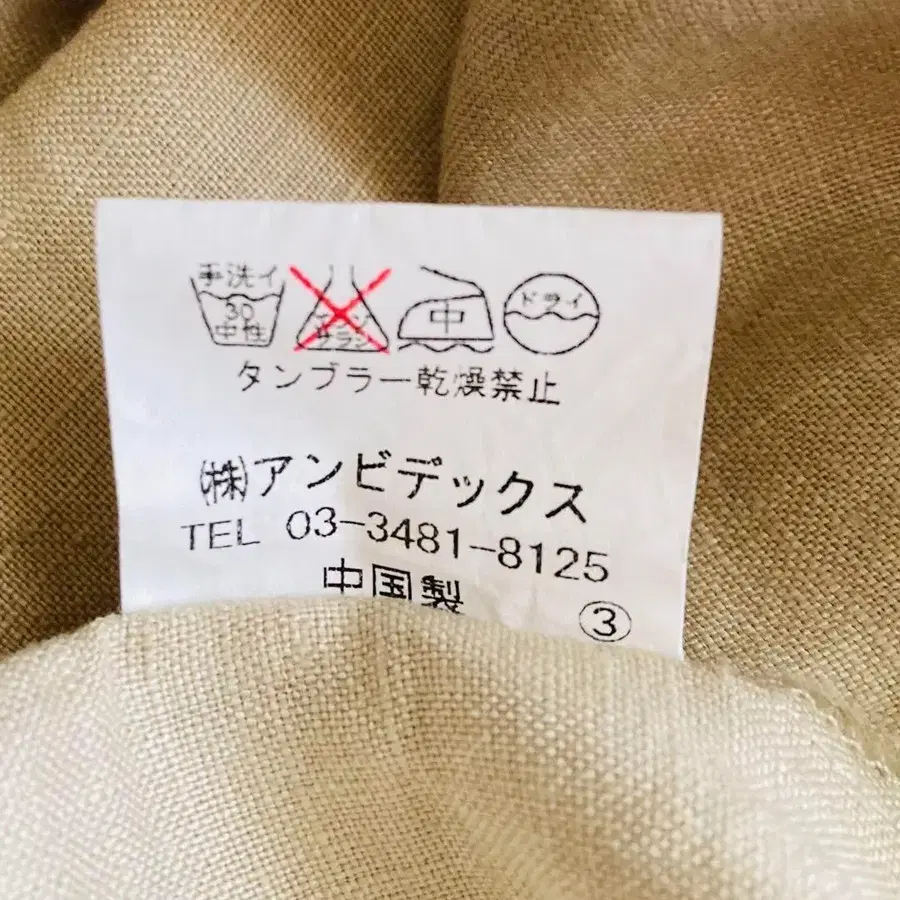 手洗イ 30 中性 エンソ サラシ 中 ドライ
タンブラー乾燥禁止
㈱アンビデックス
TEL 03-3481-8125
中国製
③